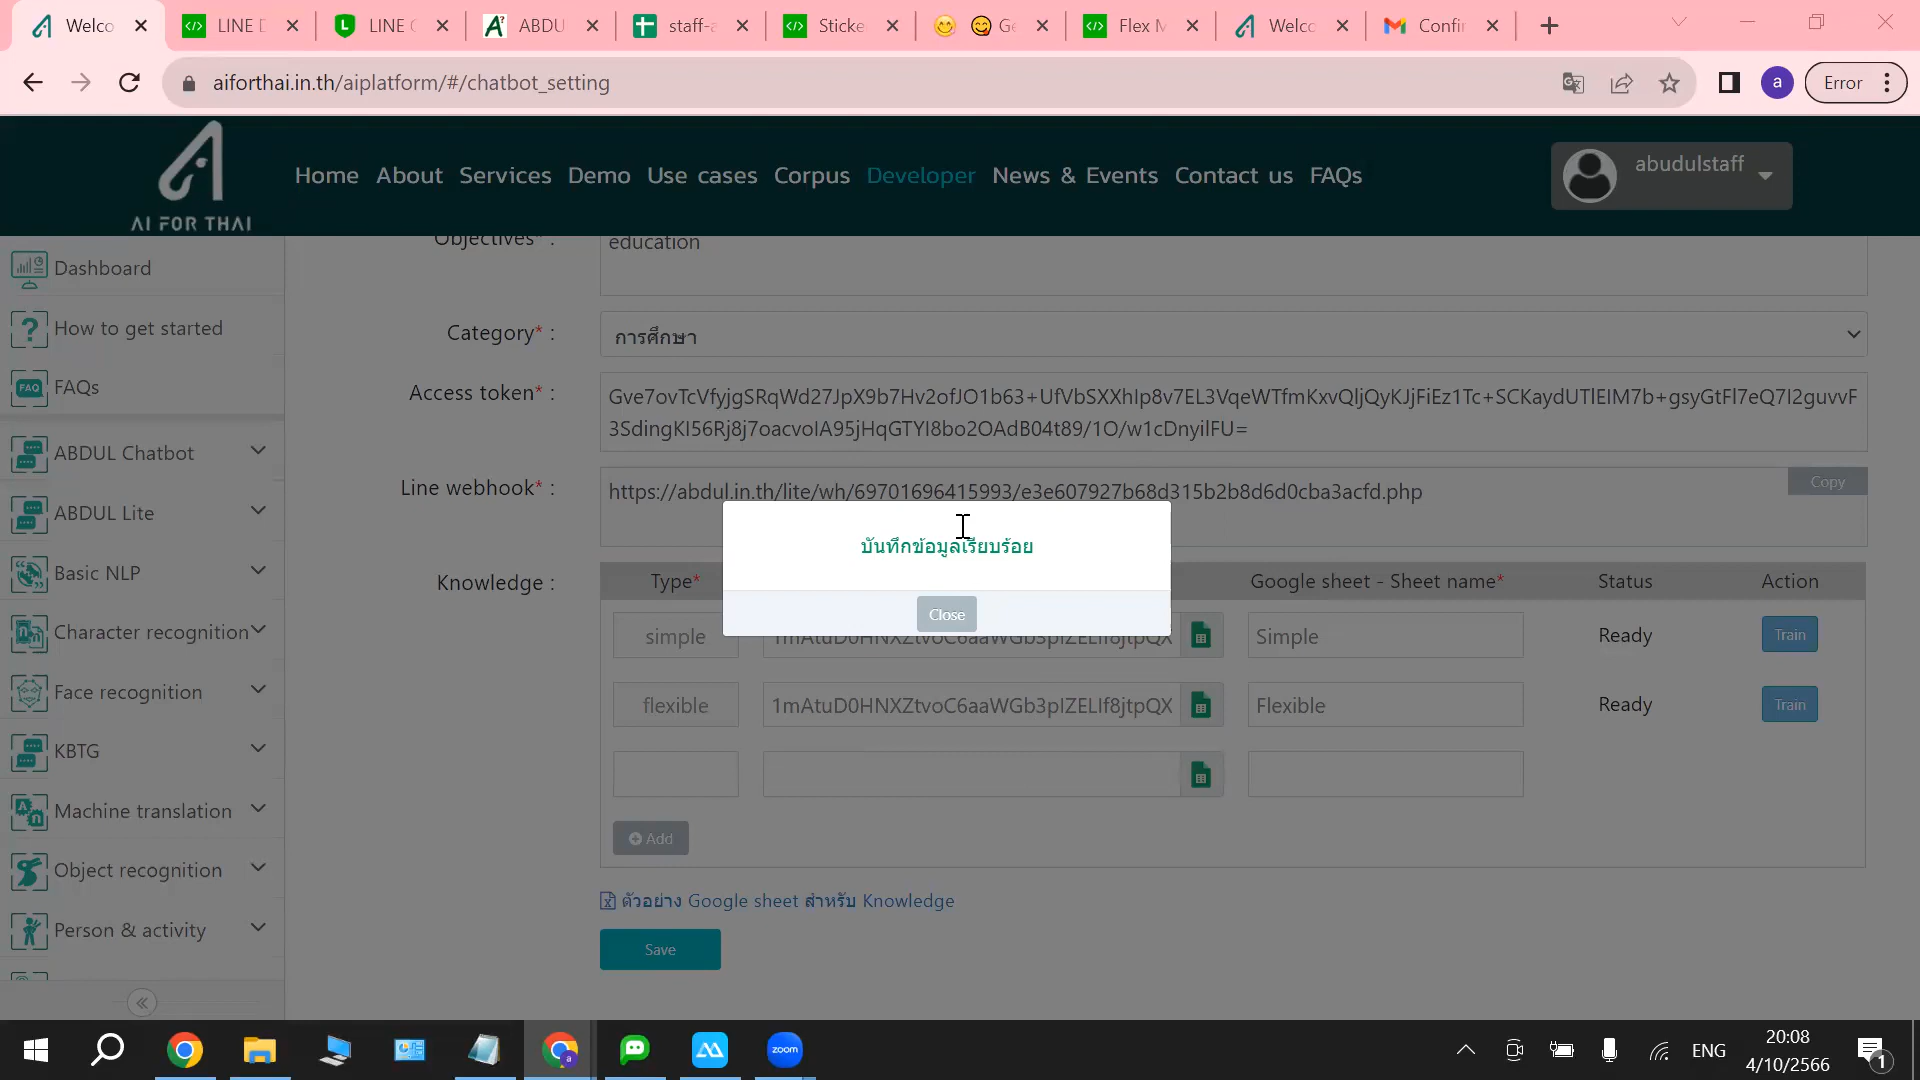 Welco
LINE D
LINE
ABDU
staff-a
Sticke
Ge
Flex M
Welco
Confir
aiforthai.in.th/aiplatform/#/chatbot_setting
a
Error
AI FOR THAI
Home About Services Demo Use cases Corpus Developer News & Events Contact us FAQs
abudulstaff
Dashboard
How to get started
FAQs
ABDUL Chatbot
ABDUL Lite
Basic NLP
Character recognition
Face recognition
KBTG
Machine translation
Object recognition
Person & activity
Objectives* :
education
Category* :
การศึกษา
Access token* :
Gve7ovTcVfyjgSRqWd27JpX9b7Hv2ofJO1b63+UfVbSXXhIp8v7EL3VqeWTfmKxvQljQyKJjFiEz1Tc+SCKaydUTlEIM7b+gsyGtFl7eQ7I2guvvF
3SdingKI56Rj8j7oacvoIA95jHqGTYI8bo2OAdB04t89/1O/w1cDnyilFU=
Line webhook* :
https://abdul.in.th/lite/wh/69701696415993/e3e607927b68d315b2b8d6d0cba3acfd.php
Copy
บันทึกข้อมูลเรียบร้อย
Close
Knowledge :
Type* Google sheet - Sheet name* Status Action
simple 1mAtuD0HNXZtvoC6aaWGb3pIZELIf8jtpQX Simple Ready Train
flexible 1mAtuD0HNXZtvoC6aaWGb3pIZELIf8jtpQX Flexible Ready Train
Add
ตัวอย่าง Google sheet สำหรับ Knowledge
Save
zoom
ENG
20:08
4/10/2566
1